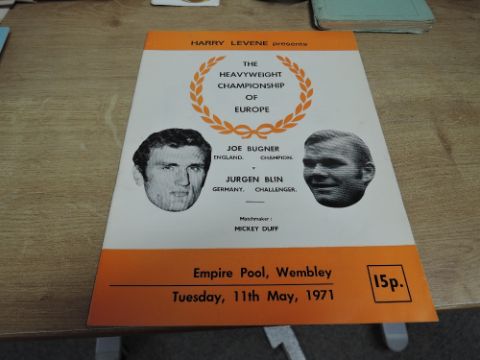 HARRY LEVENE presents
THE
HEAVYWEIGHT
CHAMPIONSHIP
OF
EUROPE
JOE BUGNER
ENGLAND. CHAMPION.
v
JURGEN BLIN
GERMANY. CHALLENGER.
Matchmaker :
MICKEY DUFF
Empire Pool, Wembley
Tuesday, 11th May, 1971
15p.